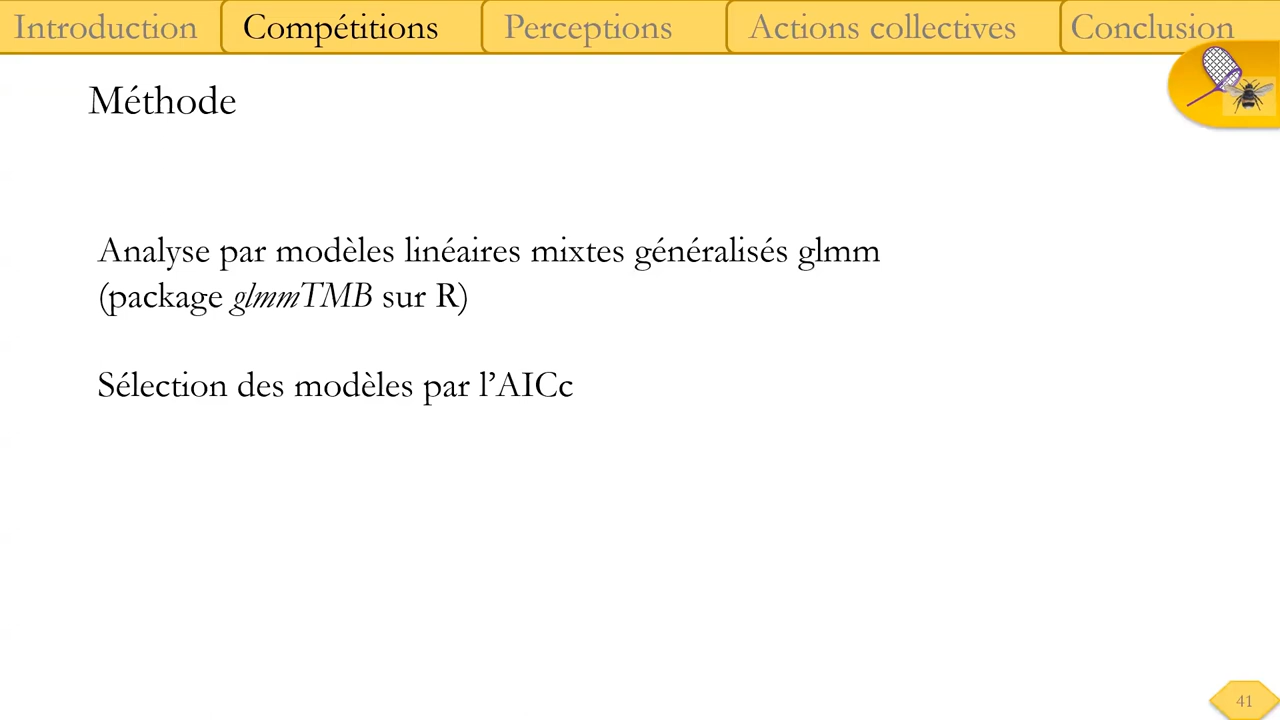 Introduction
Compétitions
Perceptions
Actions collectives
Conclusion
Méthode
Analyse par modèles linéaires mixtes généralisés glmm
(package glmmTMB sur R)
Sélection des modèles par l’AICc
41